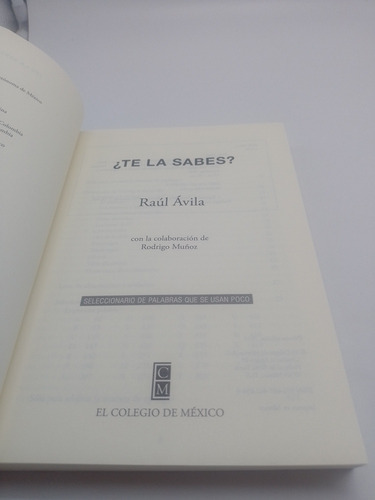 ¿TE LA SABES?
Raúl Ávila
con la colaboración de
Rodrigo Muñoz
SELECCIONARIO DE PALABRAS QUE SE USAN POCO
C
M
EL COLEGIO DE MÉXICO